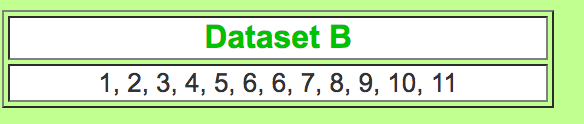 Dataset B
1, 2, 3, 4, 5, 6, 6, 7, 8, 9, 10, 11